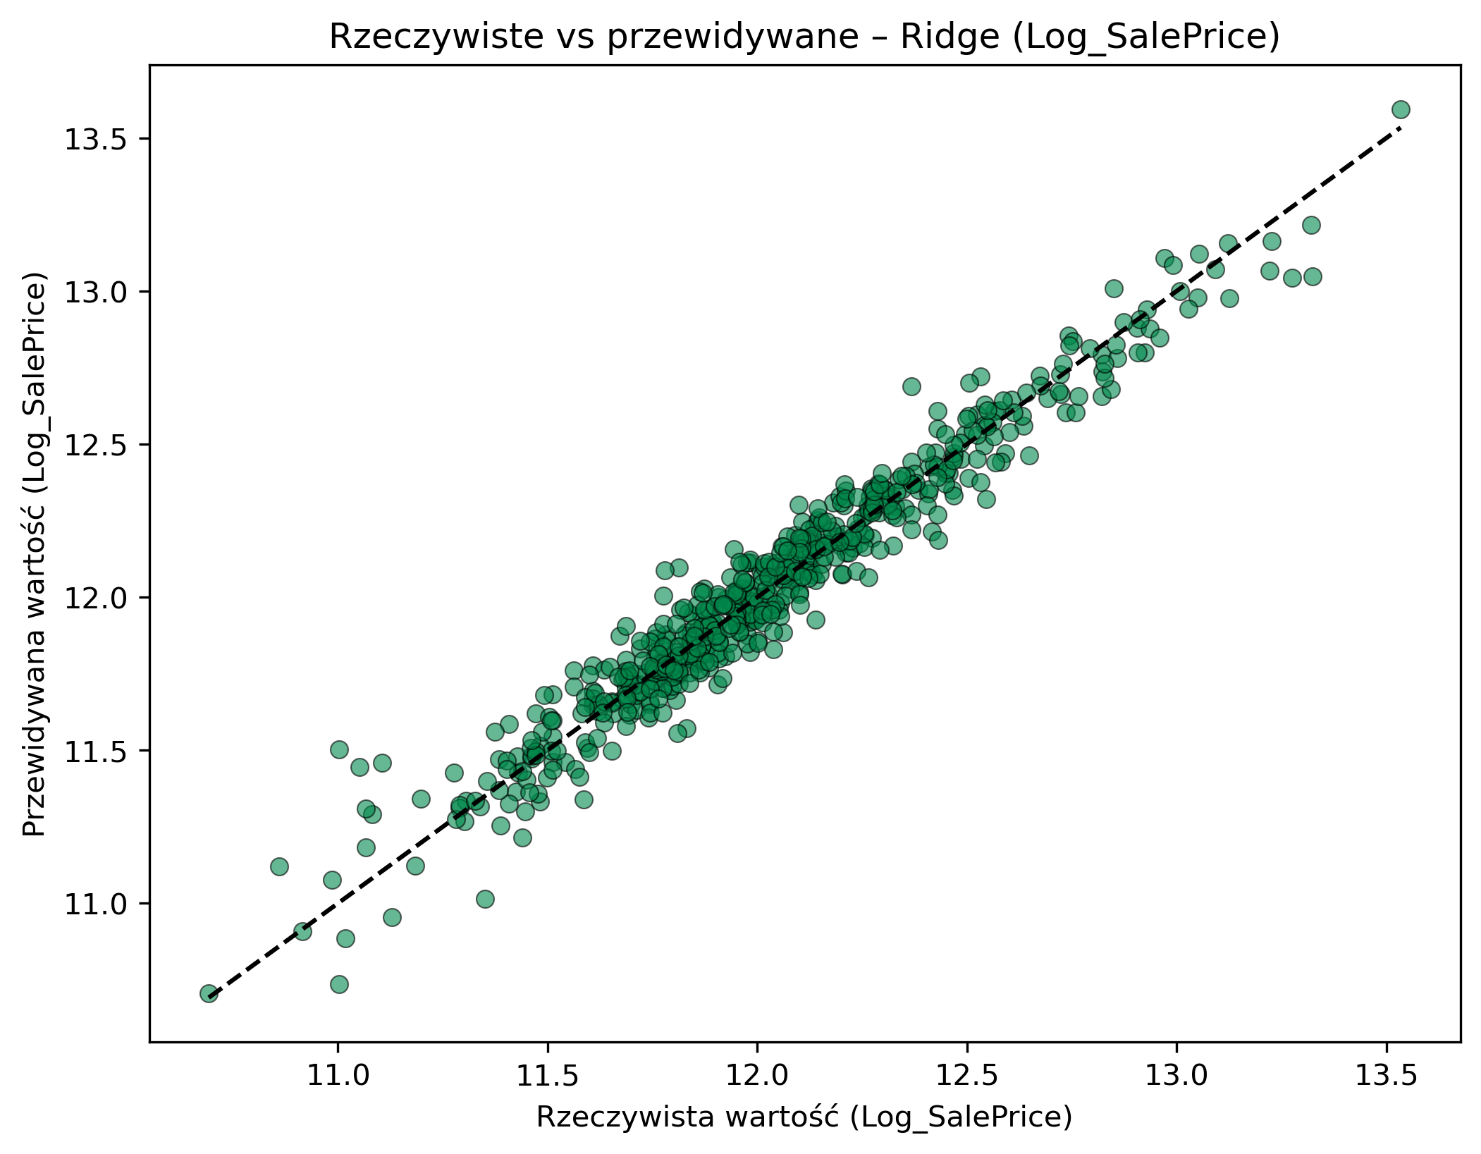 Rzeczywiste vs przewidywane – Ridge (Log_SalePrice)
Przewidywana wartość (Log_SalePrice)
13.5
13.0
12.5
12.0
11.5
11.0
11.0 11.5 12.0 12.5 13.0 13.5
Rzeczywista wartość (Log_SalePrice)